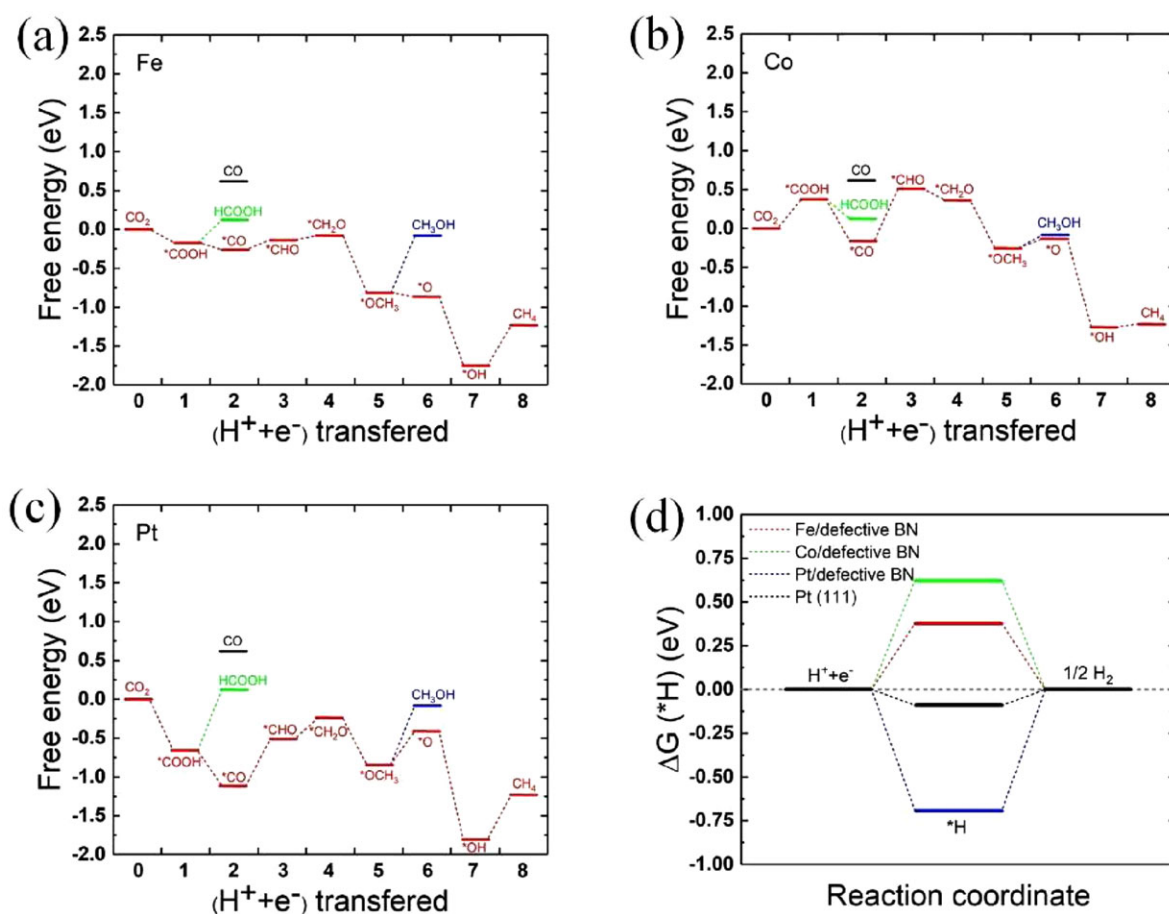 (a)
Fe
Free energy (eV)
2.5
2.0
1.5
1.0
0.5
0.0
-0.5
-1.0
-1.5
-2.0
CO₂
*COOH
CO
HCOOH
*CO
*CHO
*CH₂O
*OCH₃
CH₃OH
*O
*OH
CH₄
0 1 2 3 4 5 6 7 8
(H⁺+e⁻) transfered
(b)
Co
Free energy (eV)
2.5
2.0
1.5
1.0
0.5
0.0
-0.5
-1.0
-1.5
-2.0
CO₂
*COOH
CO
HCOOH
*CO
*CHO
*CH₂O
*OCH₃
CH₃OH
*O
*OH
CH₄
0 1 2 3 4 5 6 7 8
(H⁺+e⁻) transfered
(c)
Pt
Free energy (eV)
2.5
2.0
1.5
1.0
0.5
0.0
-0.5
-1.0
-1.5
-2.0
CO₂
*COOH
CO
HCOOH
*CO
*CHO
*CH₂O
*OCH₃
CH₃OH
*O
*OH
CH₄
0 1 2 3 4 5 6 7 8
(H⁺+e⁻) transfered
(d)
ΔG (*H) (eV)
1.00
0.75
0.50
0.25
0.00
-0.25
-0.50
-0.75
-1.00
Fe/defective BN
Co/defective BN
Pt/defective BN
Pt (111)
H⁺+e⁻
1/2 H₂
*H
Reaction coordinate